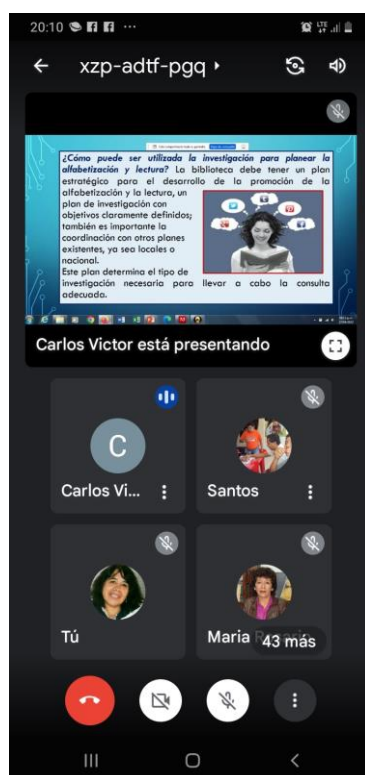 20:10
LTE
xzp-adtf-pgq
¿Cómo puede ser utilizada la investigación para planear la
alfabetización y lectura? La biblioteca debe tener un plan
estratégico para el desarrollo de la promoción de la
alfabetización y la lectura, un
plan de investigación con
objetivos claramente definidos;
también es importante la
coordinación con otros planes
existentes, ya sea locales o
nacional.
Este plan determina el tipo de
investigación necesaria para llevar a cabo la consulta
adecuada.
Carlos Victor está presentando
C
Carlos Vi...
Santos
Tú
Maria
43 más